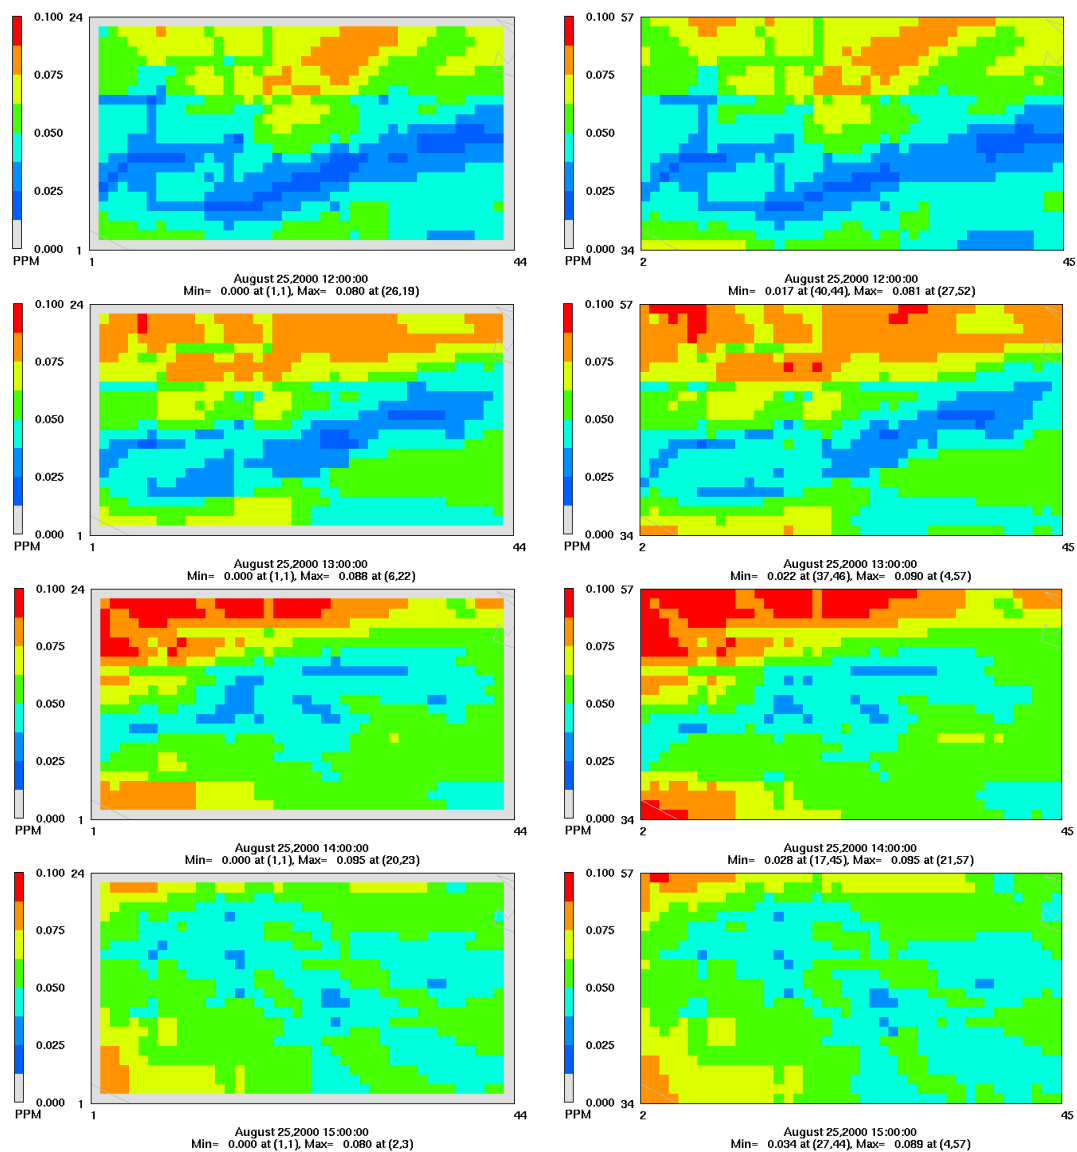 0.100 24
0.075
0.050
0.025
0.000
PPM
1
1
44
August 25,2000 12:00:00
Min= 0.000 at (1,1), Max= 0.080 at (26,19)
0.100 57
0.075
0.050
0.025
0.000 34
PPM
2
45
August 25,2000 12:00:00
Min= 0.017 at (40,44), Max= 0.081 at (27,52)
0.100 24
0.075
0.050
0.025
0.000
PPM
1
1
44
August 25,2000 13:00:00
Min= 0.000 at (1,1), Max= 0.088 at (6,22)
0.100 57
0.075
0.050
0.025
0.000 34
PPM
2
45
August 25,2000 13:00:00
Min= 0.022 at (37,46), Max= 0.090 at (4,57)
0.100 24
0.075
0.050
0.025
0.000
PPM
1
1
44
August 25,2000 14:00:00
Min= 0.000 at (1,1), Max= 0.095 at (20,23)
0.100 57
0.075
0.050
0.025
0.000 34
PPM
2
45
August 25,2000 14:00:00
Min= 0.028 at (17,45), Max= 0.095 at (21,57)
0.100 24
0.075
0.050
0.025
0.000
PPM
1
1
44
August 25,2000 15:00:00
Min= 0.000 at (1,1), Max= 0.080 at (2,3)
0.100 57
0.075
0.050
0.025
0.000 34
PPM
2
45
August 25,2000 15:00:00
Min= 0.034 at (27,44), Max= 0.089 at (4,57)